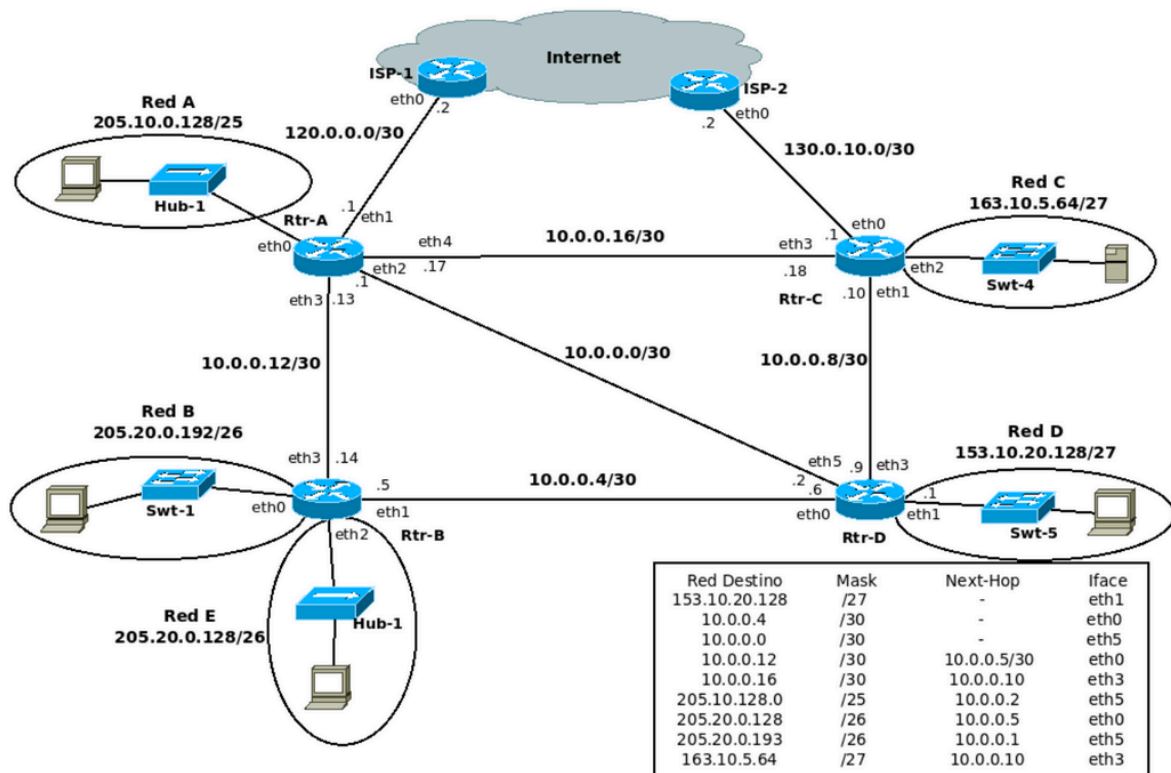 Internet
ISP-1
eth0
.2
ISP-2
eth0
.2
Red A
205.10.0.128/25
120.0.0.0/30
130.0.10.0/30
Hub-1
Red C
163.10.5.64/27
Rtr-A
.1
eth1
eth0
eth4
.17
10.0.0.16/30
eth3
.1
eth0
eth2
.18
eth2
.1
eth3
.13
Swt-4
Rtr-C
.10
eth1
10.0.0.12/30
10.0.0.0/30
10.0.0.8/30
Red B
205.20.0.192/26
Red D
153.10.20.128/27
eth3
.14
eth5
.9
eth3
.2
.6
.5
10.0.0.4/30
Swt-1
eth0
eth1
eth0
.1
eth1
eth2
Rtr-B
Rtr-D
Swt-5
Red E
205.20.0.128/26
Hub-1
Red Destino Mask Next-Hop Iface
153.10.20.128 /27 - eth1
10.0.0.4 /30 - eth0
10.0.0.0 /30 - eth5
10.0.0.12 /30 10.0.0.5/30 eth0
10.0.0.16 /30 10.0.0.10 eth3
205.10.128.0 /25 10.0.0.2 eth5
205.20.0.128 /26 10.0.0.5 eth0
205.20.0.193 /26 10.0.0.1 eth5
163.10.5.64 /27 10.0.0.10 eth3